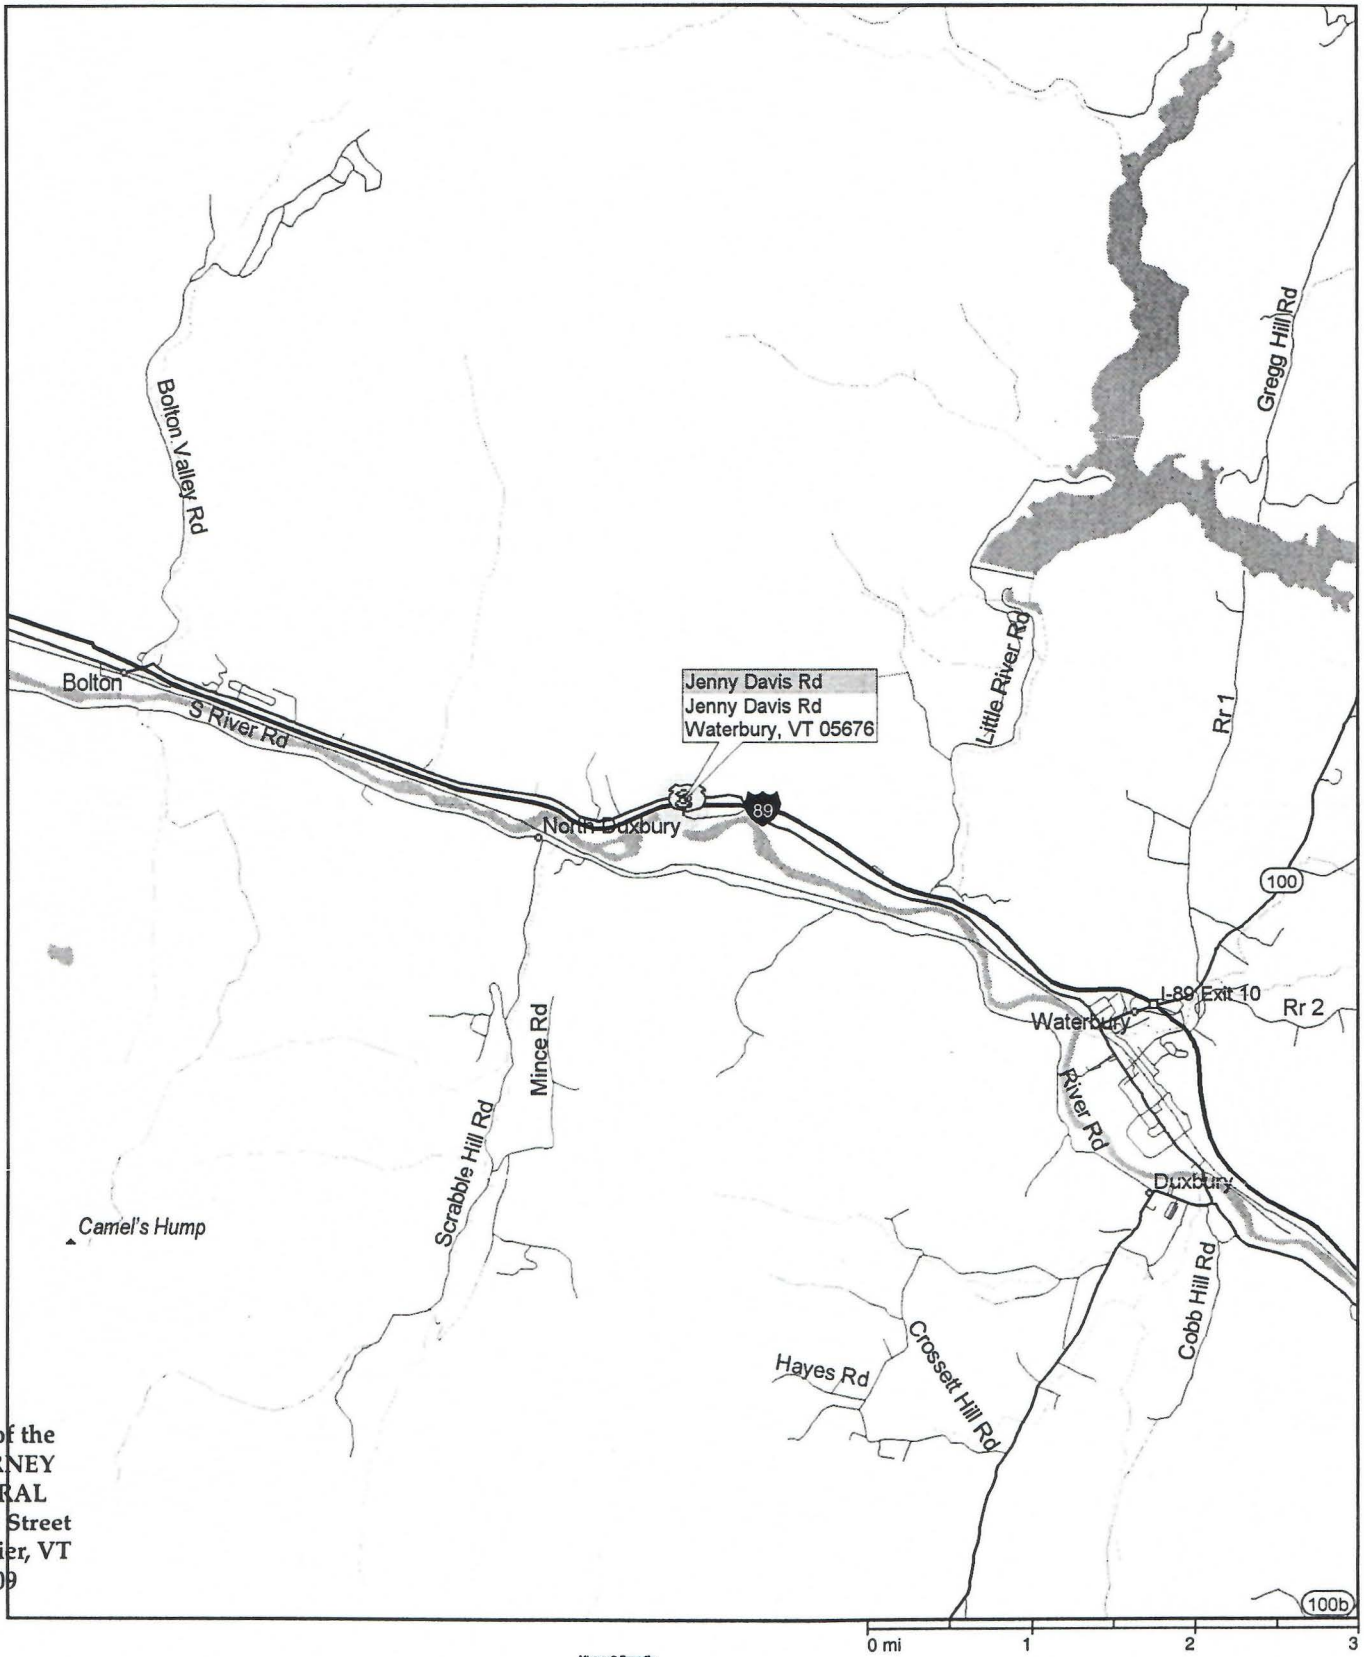 Gregg Hill Rd
Bolton Valley Rd
Little River Rd
Bolton
S River Rd
Jenny Davis Rd
Jenny Davis Rd
Waterbury, VT 05676
Rr 1
89
North Duxbury
100
I-89 Exit 10
Rr 2
Waterbury
Mince Rd
River Rd
Scrabble Hill Rd
Duxbury
Camel's Hump
Cobb Hill Rd
Crossett Hill Rd
Hayes Rd
of the
RNEY
RAL
Street
ier, VT
09
100b
0 mi
1
2
3